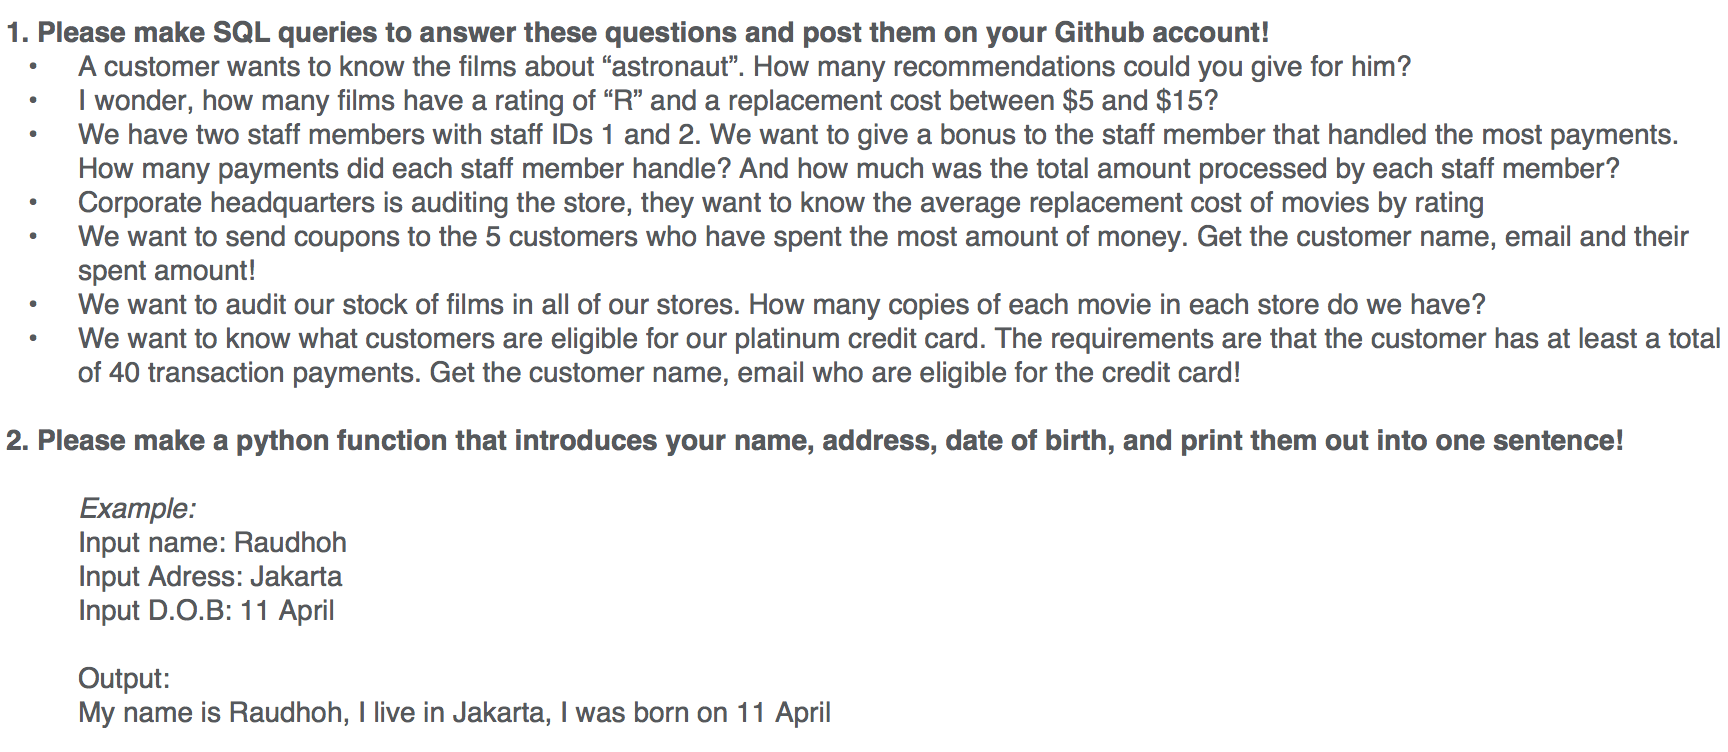 1. Please make SQL queries to answer these questions and post them on your Github account!
• A customer wants to know the films about “astronaut”. How many recommendations could you give for him?
• I wonder, how many films have a rating of “R” and a replacement cost between $5 and $15?
• We have two staff members with staff IDs 1 and 2. We want to give a bonus to the staff member that handled the most payments.
How many payments did each staff member handle? And how much was the total amount processed by each staff member?
• Corporate headquarters is auditing the store, they want to know the average replacement cost of movies by rating
• We want to send coupons to the 5 customers who have spent the most amount of money. Get the customer name, email and their
spent amount!
• We want to audit our stock of films in all of our stores. How many copies of each movie in each store do we have?
• We want to know what customers are eligible for our platinum credit card. The requirements are that the customer has at least a total
of 40 transaction payments. Get the customer name, email who are eligible for the credit card!
2. Please make a python function that introduces your name, address, date of birth, and print them out into one sentence!
Example:
Input name: Raudhoh
Input Adress: Jakarta
Input D.O.B: 11 April
Output:
My name is Raudhoh, I live in Jakarta, I was born on 11 April